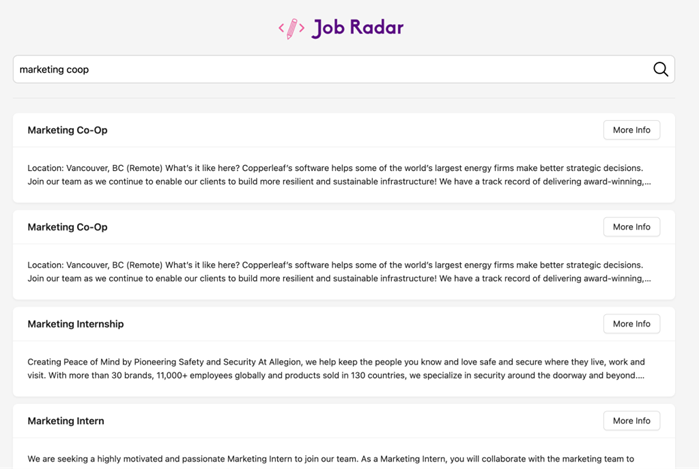 </> Job Radar
marketing coop
Marketing Co-Op
More Info
Location: Vancouver, BC (Remote) What's it like here? Copperleaf's software helps some of the world's largest energy firms make better strategic decisions.
Join our team as we continue to enable our clients to build more resilient and sustainable infrastructure! We have a track record of delivering award-winning,...
Marketing Co-Op
More Info
Location: Vancouver, BC (Remote) What's it like here? Copperleaf's software helps some of the world's largest energy firms make better strategic decisions.
Join our team as we continue to enable our clients to build more resilient and sustainable infrastructure! We have a track record of delivering award-winning,...
Marketing Internship
More Info
Creating Peace of Mind by Pioneering Safety and Security At Allegion, we help keep the people you know and love safe and secure where they live, work and
visit. With more than 30 brands, 11,000+ employees globally and products sold in 130 countries, we specialize in security around the doorway and beyond....
Marketing Intern
More Info
We are seeking a highly motivated and passionate Marketing Intern to join our team. As a Marketing Intern, you will collaborate with the marketing team to